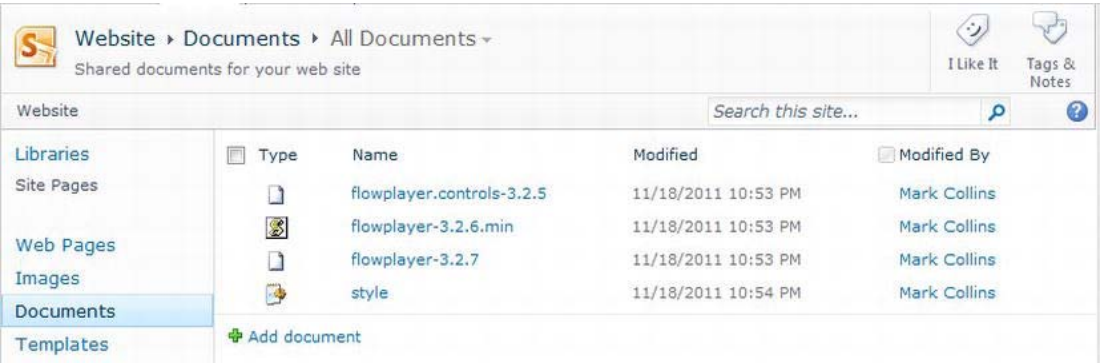 Website ▸ Documents ▸ All Documents
Shared documents for your web site
I Like It
Tags &
Notes
Website
Search this site...
Libraries
Site Pages
Web Pages
Images
Documents
Templates
Type Name Modified Modified By
flowplayer.controls-3.2.5 11/18/2011 10:53 PM Mark Collins
flowplayer-3.2.6.min 11/18/2011 10:53 PM Mark Collins
flowplayer-3.2.7 11/18/2011 10:53 PM Mark Collins
style 11/18/2011 10:54 PM Mark Collins
Add document